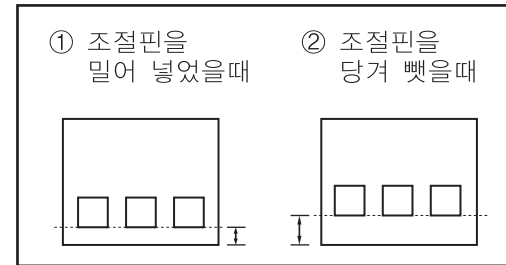 ① 조절핀을
밀어 넣었을때
② 조절핀을
당겨 뺏을때